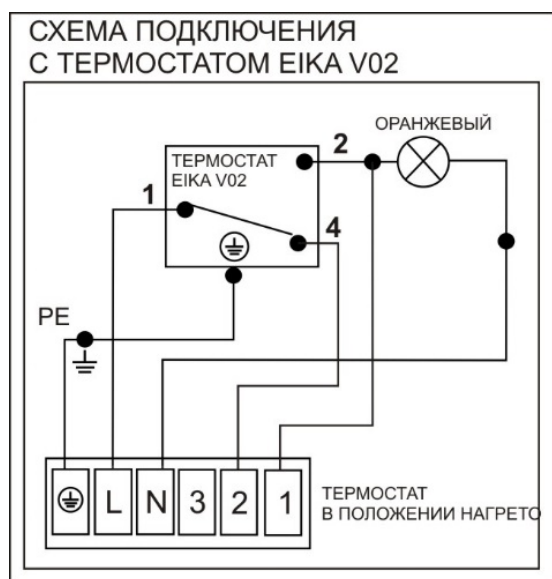 СХЕМА ПОДКЛЮЧЕНИЯ
С ТЕРМОСТАТОМ EIKA V02
ОРАНЖЕВЫЙ
2
ТЕРМОСТАТ
EIKA V02
1
4
PE
L N 3 2 1
ТЕРМОСТАТ
В ПОЛОЖЕНИИ НАГРЕТО